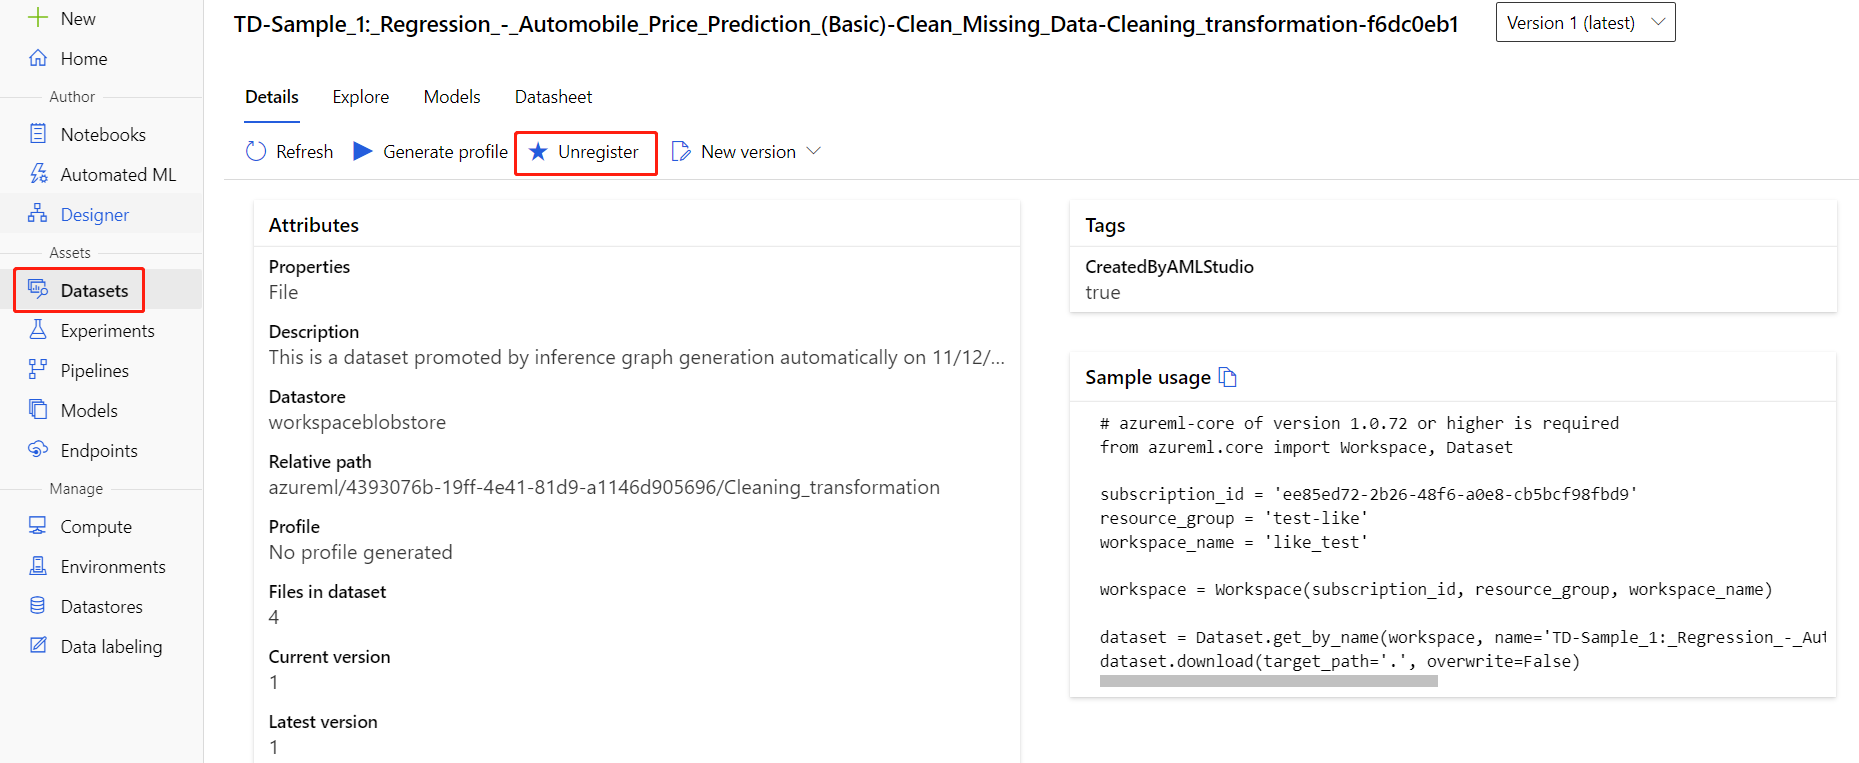 New
Home
Author
Notebooks
Automated ML
Designer
Assets
Datasets
Experiments
Pipelines
Models
Endpoints
Manage
Compute
Environments
Datastores
Data labeling
TD-Sample_1:_Regression_-_Automobile_Price_Prediction_(Basic)-Clean_Missing_Data-Cleaning_transformation-f6dc0eb1
Version 1 (latest)
Details Explore Models Datasheet
Refresh Generate profile Unregister New version
Attributes
Properties
File
Description
This is a dataset promoted by inference graph generation automatically on 11/12/...
Datastore
workspaceblobstore
Relative path
azureml/4393076b-19ff-4e41-81d9-a1146d905696/Cleaning_transformation
Profile
No profile generated
Files in dataset
4
Current version
1
Latest version
1
Tags
CreatedByAMLStudio
true
Sample usage
# azureml-core of version 1.0.72 or higher is required
from azureml.core import Workspace, Dataset
subscription_id = 'ee85ed72-2b26-48f6-a0e8-cb5bcf98fbd9'
resource_group = 'test-like'
workspace_name = 'like_test'
workspace = Workspace(subscription_id, resource_group, workspace_name)
dataset = Dataset.get_by_name(workspace, name='TD-Sample_1:_Regression_-_Aut
dataset.download(target_path='.', overwrite=False)